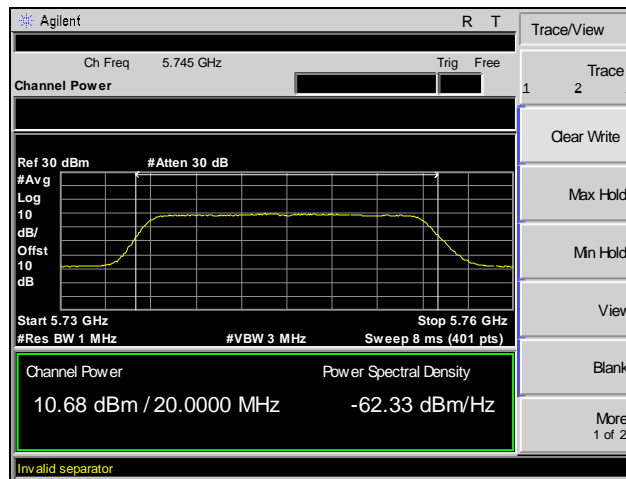 Agilent R T
Ch Freq 5.745 GHz Trig Free
Channel Power
Ref 30 dBm #Atten 30 dB
#Avg
Log
10
dB/
Offst
10
dB
Start 5.73 GHz Stop 5.76 GHz
#Res BW 1 MHz #VBW 3 MHz Sweep 8 ms (401 pts)
Channel Power Power Spectral Density
10.68 dBm / 20.0000 MHz -62.33 dBm/Hz
Invalid separator
Trace/View
Trace
1 2
Clear Write
Max Hold
Min Hold
View
Blank
More
1 of 2